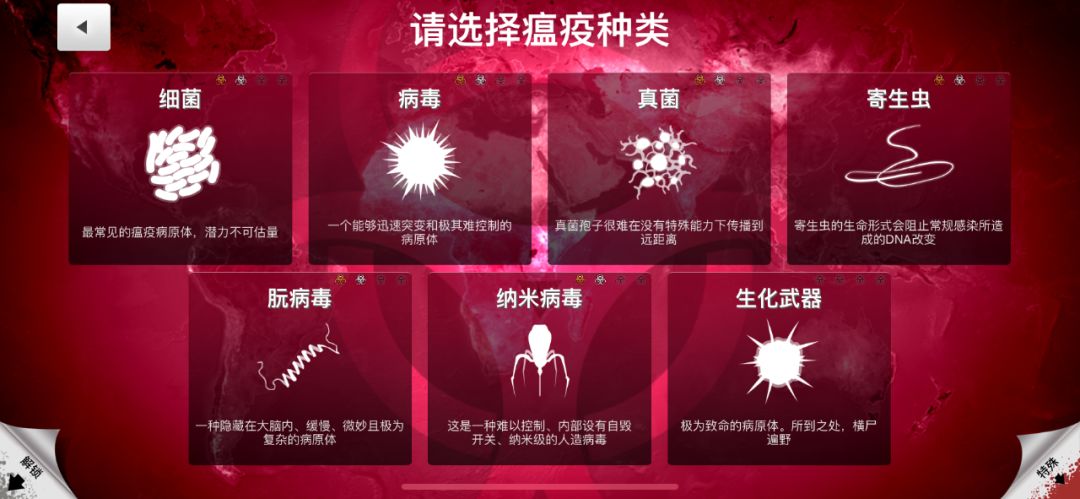 请选择瘟疫种类
细菌
最常见的瘟疫病原体，潜力不可估量
病毒
一个能够迅速突变和极其难控制的
病原体
真菌
真菌孢子很难在没有特殊能力下传播到
远距离
寄生虫
寄生虫的生命形式会阻止常规感染所造
成的DNA改变
朊病毒
一种隐藏在大脑内、缓慢、微妙且极为
复杂的病原体
纳米病毒
这是一种难以控制、内部设有自毁
开关、纳米级的人造病毒
生化武器
极为致命的病原体。所到之处，横尸
遍野
解锁
特殊